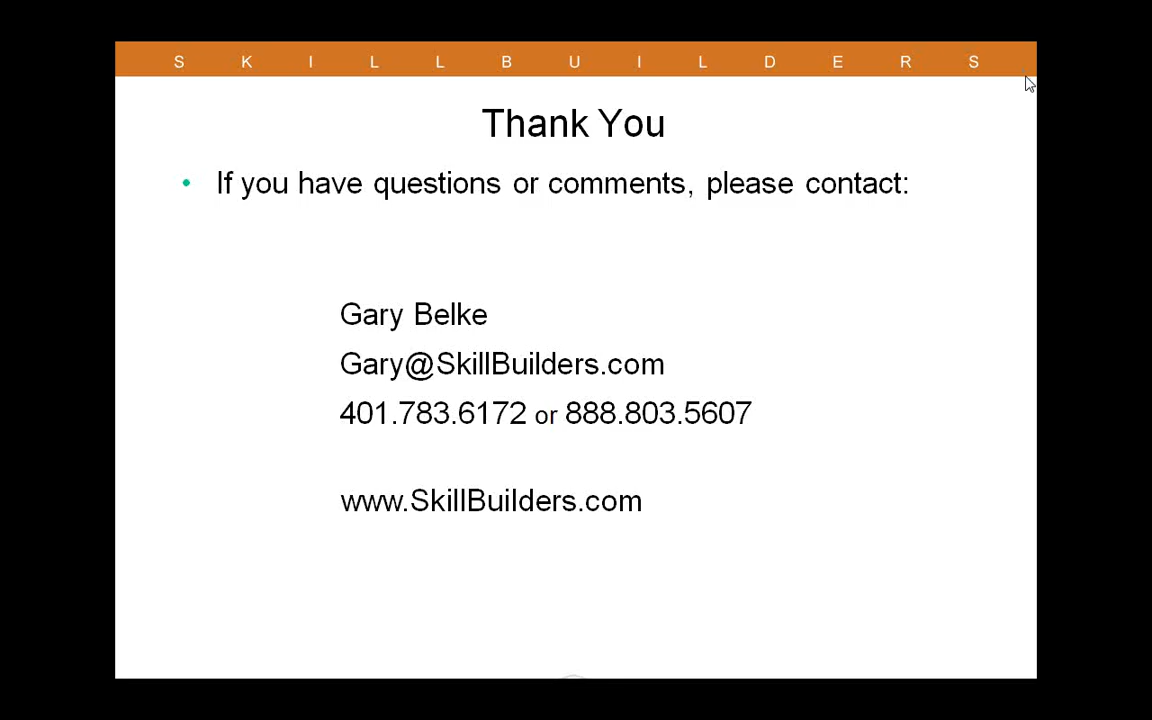 S K I L L B U I L D E R S
Thank You
• If you have questions or comments, please contact:
Gary Belke
Gary@SkillBuilders.com
401.783.6172 or 888.803.5607
www.SkillBuilders.com